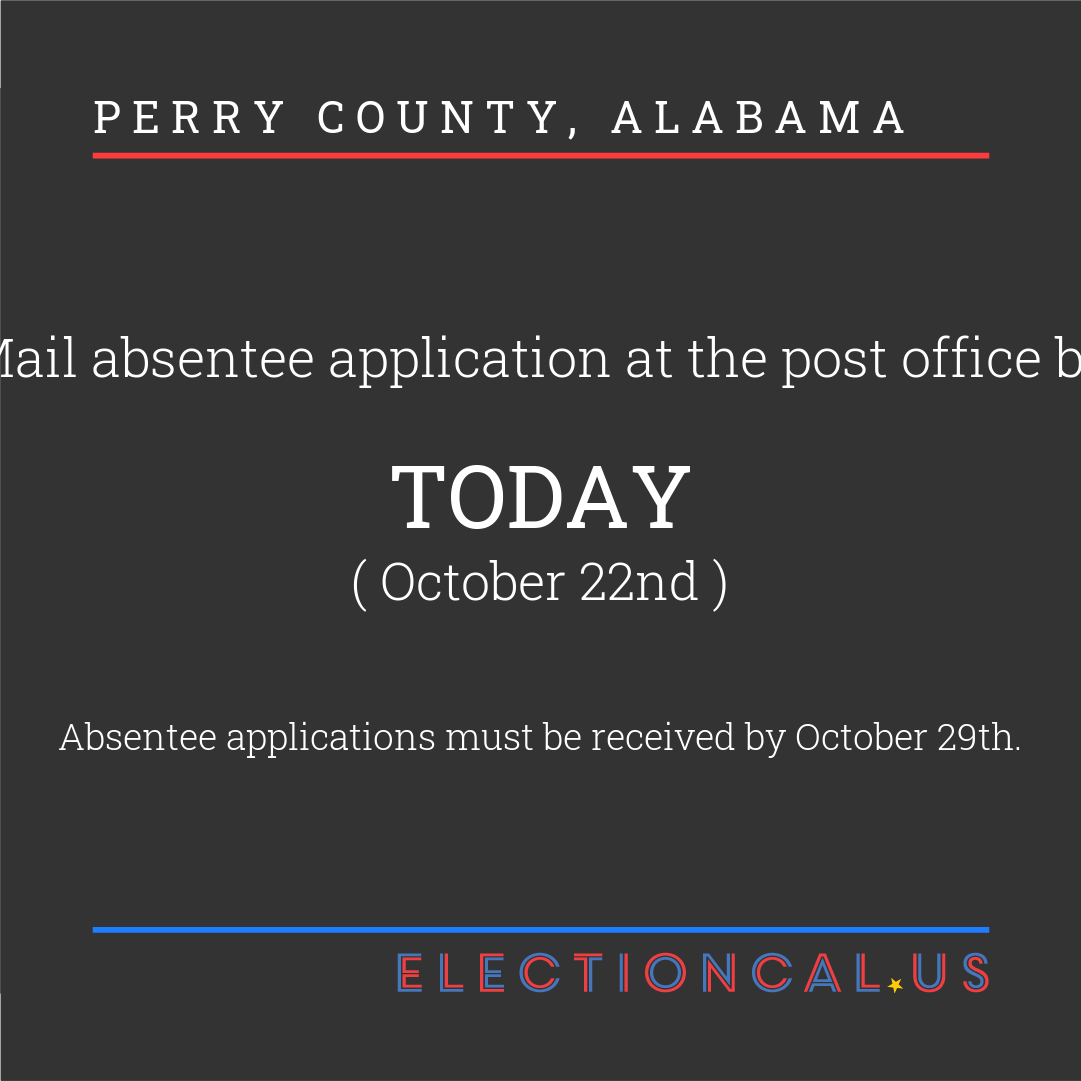 PERRY COUNTY, ALABAMA
Mail absentee application at the post office b
TODAY
( October 22nd )
Absentee applications must be received by October 29th.
ELECTIONCAL.US